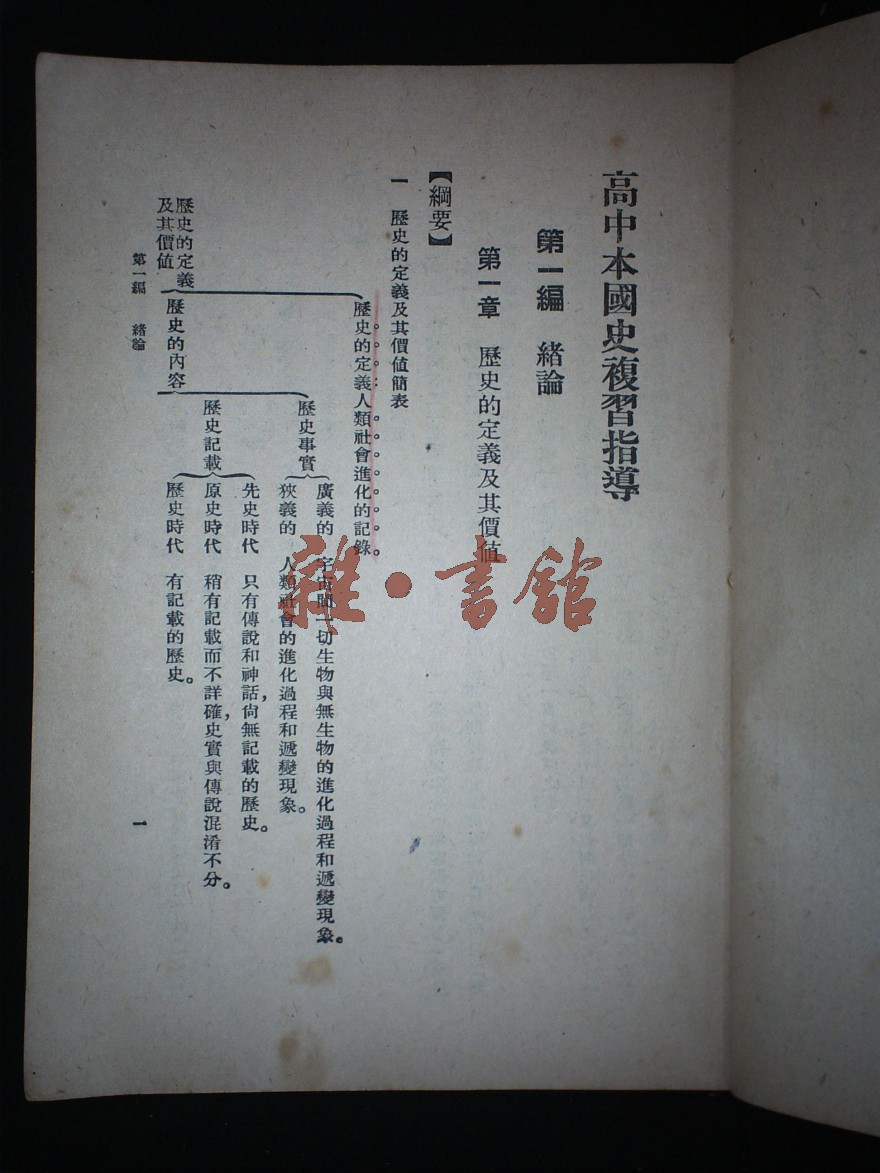 高中本國史複習指導
第一編 緒論
第一章 歷史的定義及其價値
【綱要】
一 歷史的定義及其價値簡表
歷史的定義人類社會進化的記錄。
廣義的 宇宙間一切生物與無生物的進化過程和遞變現象。
歷史事實
狹義的 人類社會的進化過程和遞變現象。
先史時代 只有傳說和神話，尙無記載的歷史。
歷史記載
原史時代 稍有記載而不詳確，史實與傳說混淆不分。
歷史時代 有記載的歷史。
歷史的內容
歷史的定義
及其價値
第一編 緒論
一
雜·書館